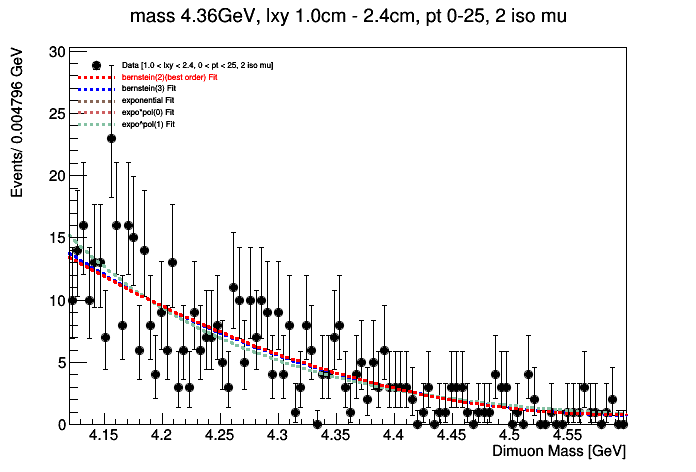 mass 4.36GeV, lxy 1.0cm - 2.4cm, pt 0-25, 2 iso mu
Events/ 0.004796 GeV
30
25
20
15
10
5
0
Data [1.0 < lxy < 2.4, 0 < pt < 25, 2 iso mu]
bernstein(2)(best order) Fit
bernstein(3) Fit
exponential Fit
expo*pol(0) Fit
expo*pol(1) Fit
4.15 4.2 4.25 4.3 4.35 4.4 4.45 4.5 4.55
Dimuon Mass [GeV]